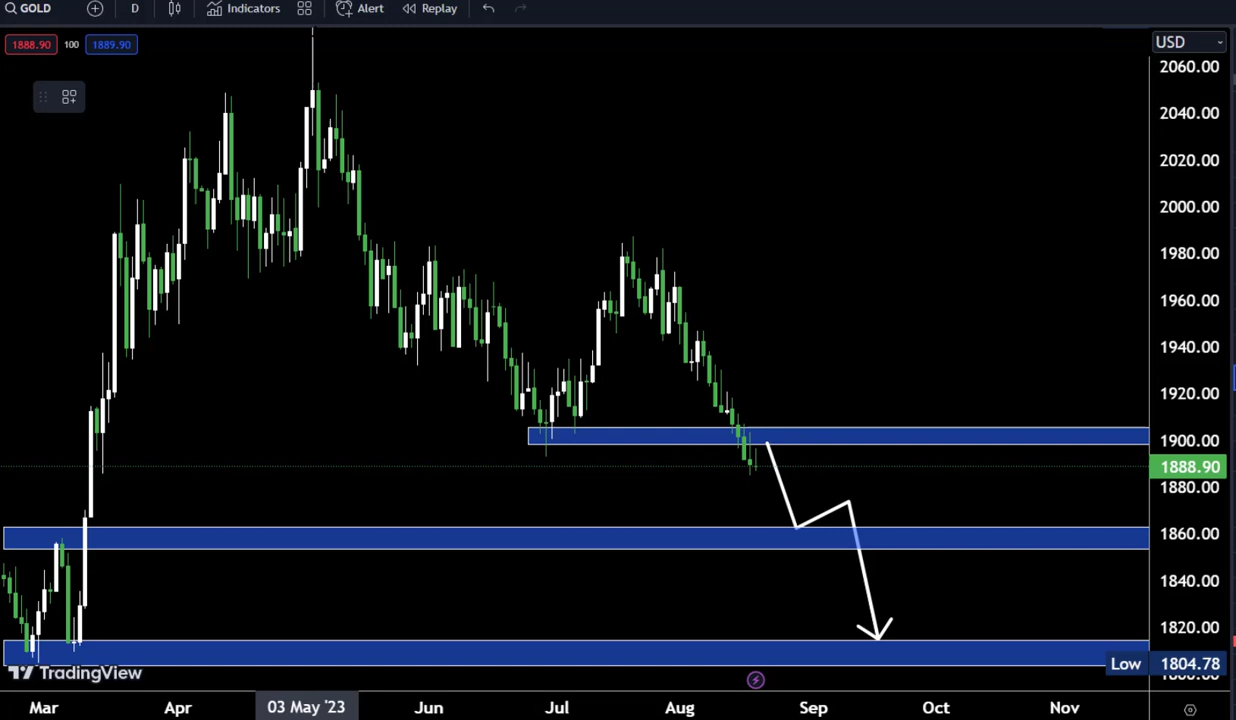 GOLD
D
Indicators
Alert
Replay
1888.90
100
1889.90
USD
2060.00
2040.00
2020.00
2000.00
1980.00
1960.00
1940.00
1920.00
1900.00
1888.90
1880.00
1860.00
1840.00
1820.00
Low 1804.78
TradingView
Mar Apr 03 May '23 Jun Jul Aug Sep Oct Nov